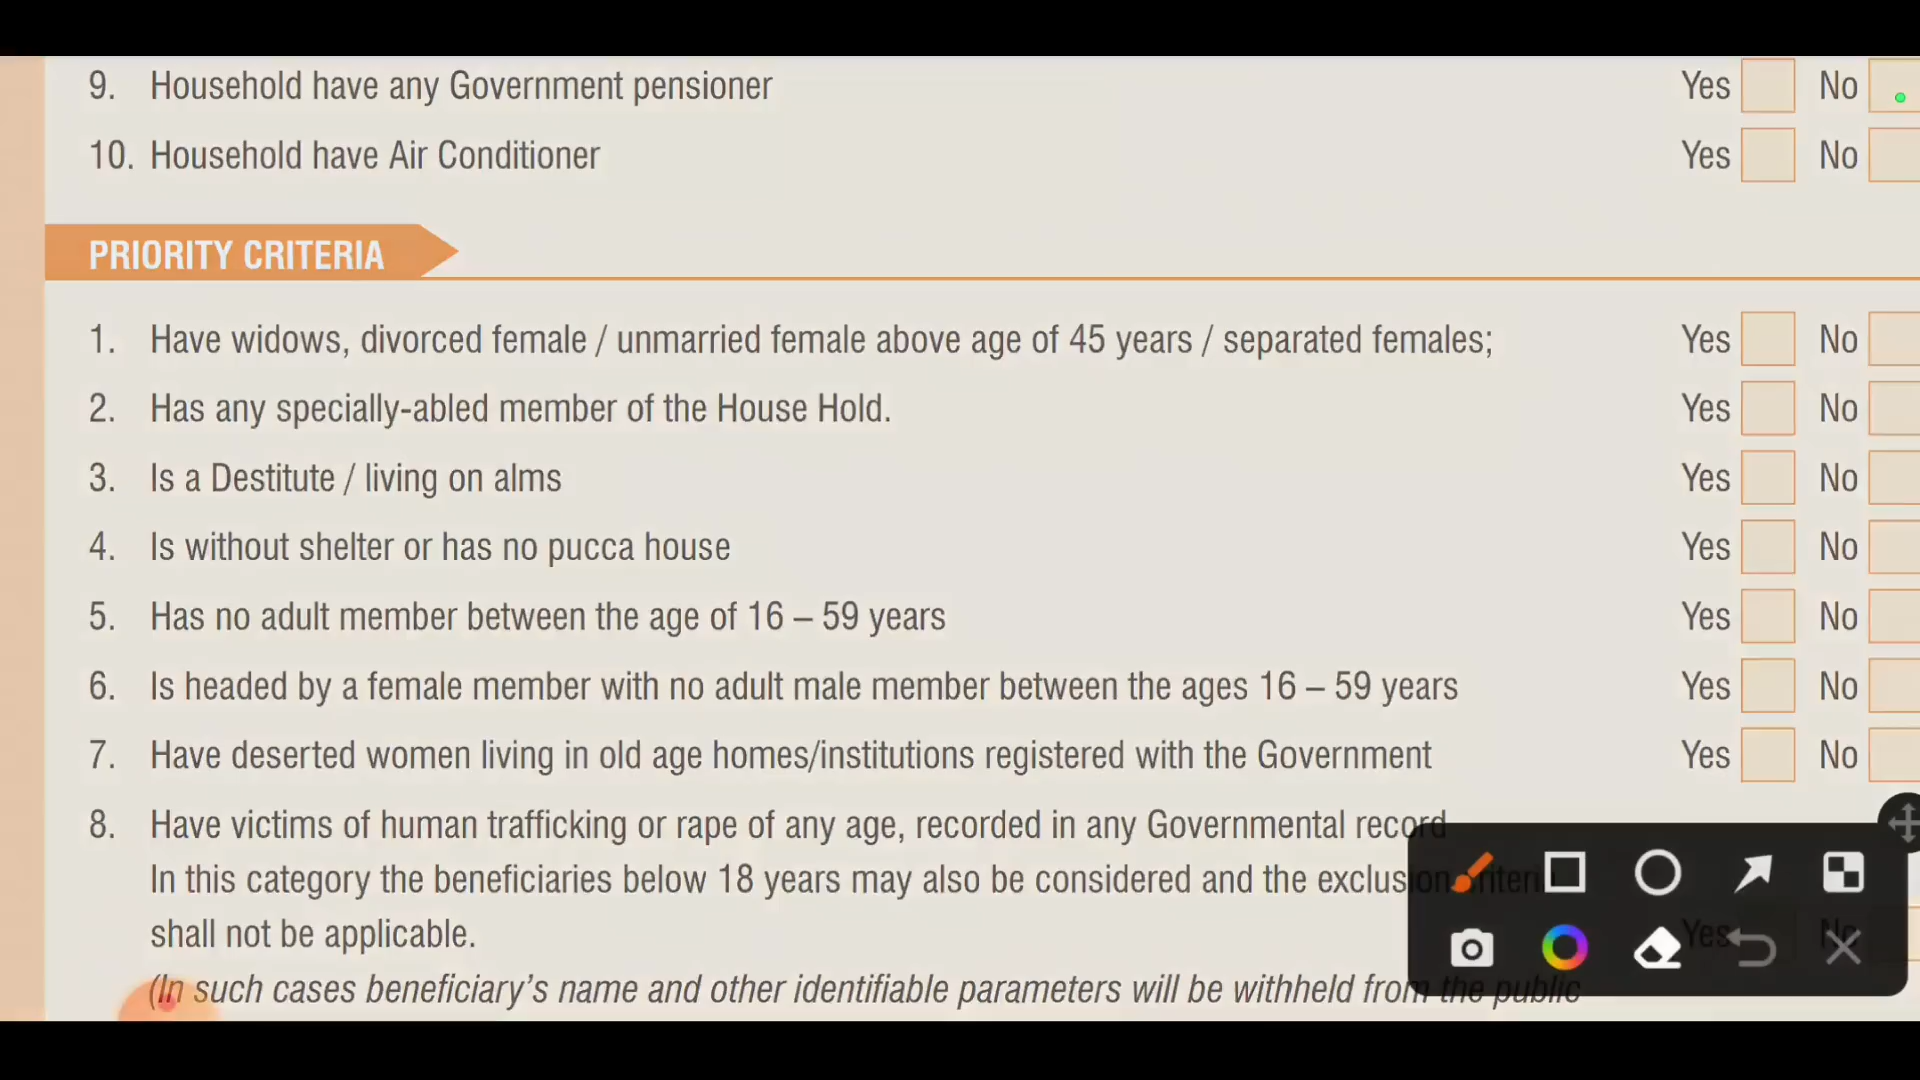 9. Household have any Government pensioner Yes No
10. Household have Air Conditioner Yes No
PRIORITY CRITERIA
1. Have widows, divorced female / unmarried female above age of 45 years / separated females; Yes No
2. Has any specially-abled member of the House Hold. Yes No
3. Is a Destitute / living on alms Yes No
4. Is without shelter or has no pucca house Yes No
5. Has no adult member between the age of 16 – 59 years Yes No
6. Is headed by a female member with no adult male member between the ages 16 – 59 years Yes No
7. Have deserted women living in old age homes/institutions registered with the Government Yes No
8. Have victims of human trafficking or rape of any age, recorded in any Governmental record
In this category the beneficiaries below 18 years may also be considered and the exclusion criteri
shall not be applicable. Yes No
(In such cases beneficiary's name and other identifiable parameters will be withheld from the public